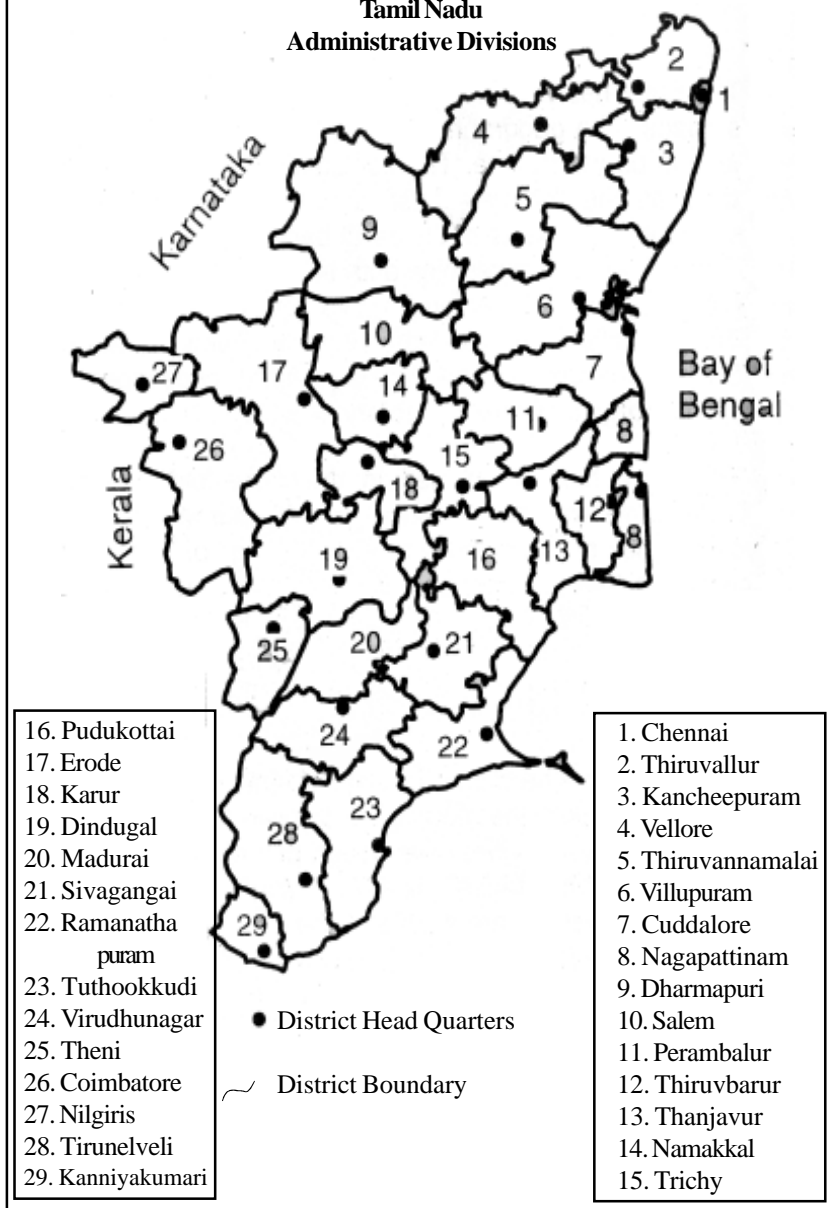 Tamil Nadu
Administrative Divisions
2
1
4
3
Karnataka
5
9
6
10
Bay of
Bengal
7
27
17
14
11
8
26
15
Kerala
18
12
8
19
16
13
25
20
21
24
22
28
23
29
16. Pudukottai
17. Erode
18. Karur
19. Dindugal
20. Madurai
21. Sivagangai
22. Ramanatha
puram
23. Tuthookkudi
24. Virudhunagar
25. Theni
26. Coimbatore
27. Nilgiris
28. Tirunelveli
29. Kanniyakumari
District Head Quarters
District Boundary
1. Chennai
2. Thiruvallur
3. Kancheepuram
4. Vellore
5. Thiruvannamalai
6. Villupuram
7. Cuddalore
8. Nagapattinam
9. Dharmapuri
10. Salem
11. Perambalur
12. Thiruvbarur
13. Thanjavur
14. Namakkal
15. Trichy